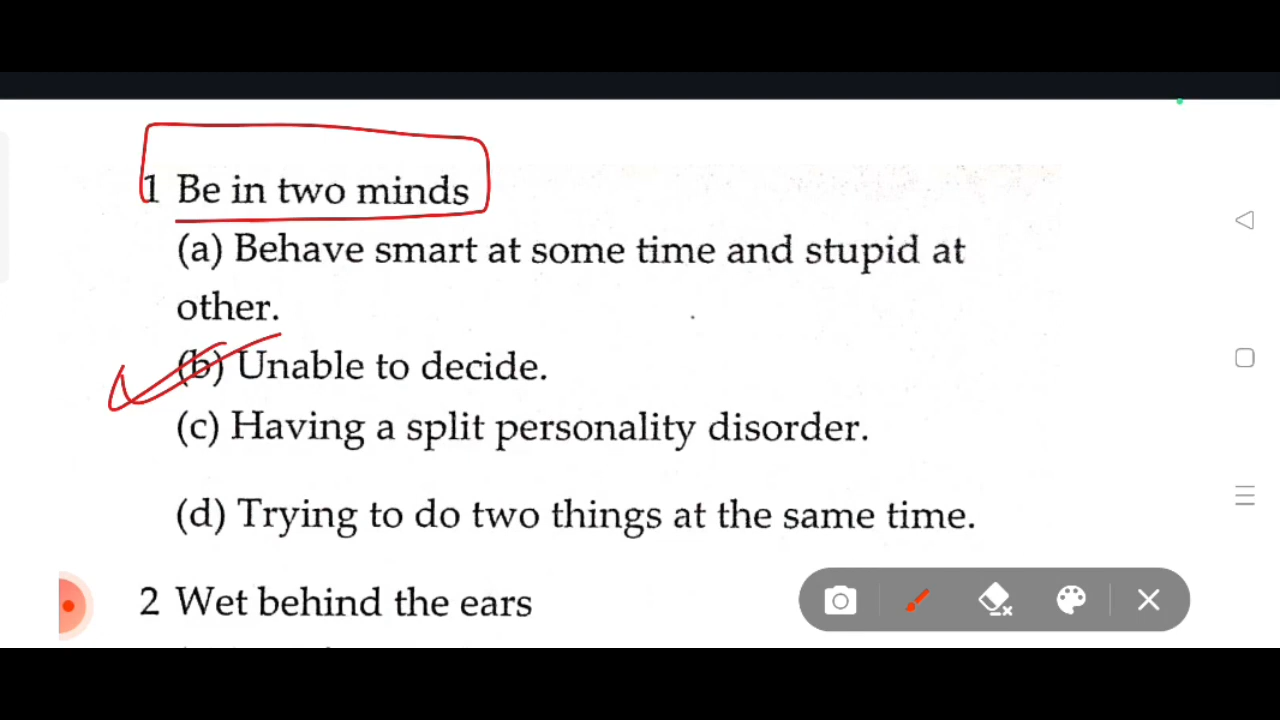 1 Be in two minds
(a) Behave smart at some time and stupid at
other.
(b) Unable to decide.
(c) Having a split personality disorder.
(d) Trying to do two things at the same time.
2 Wet behind the ears